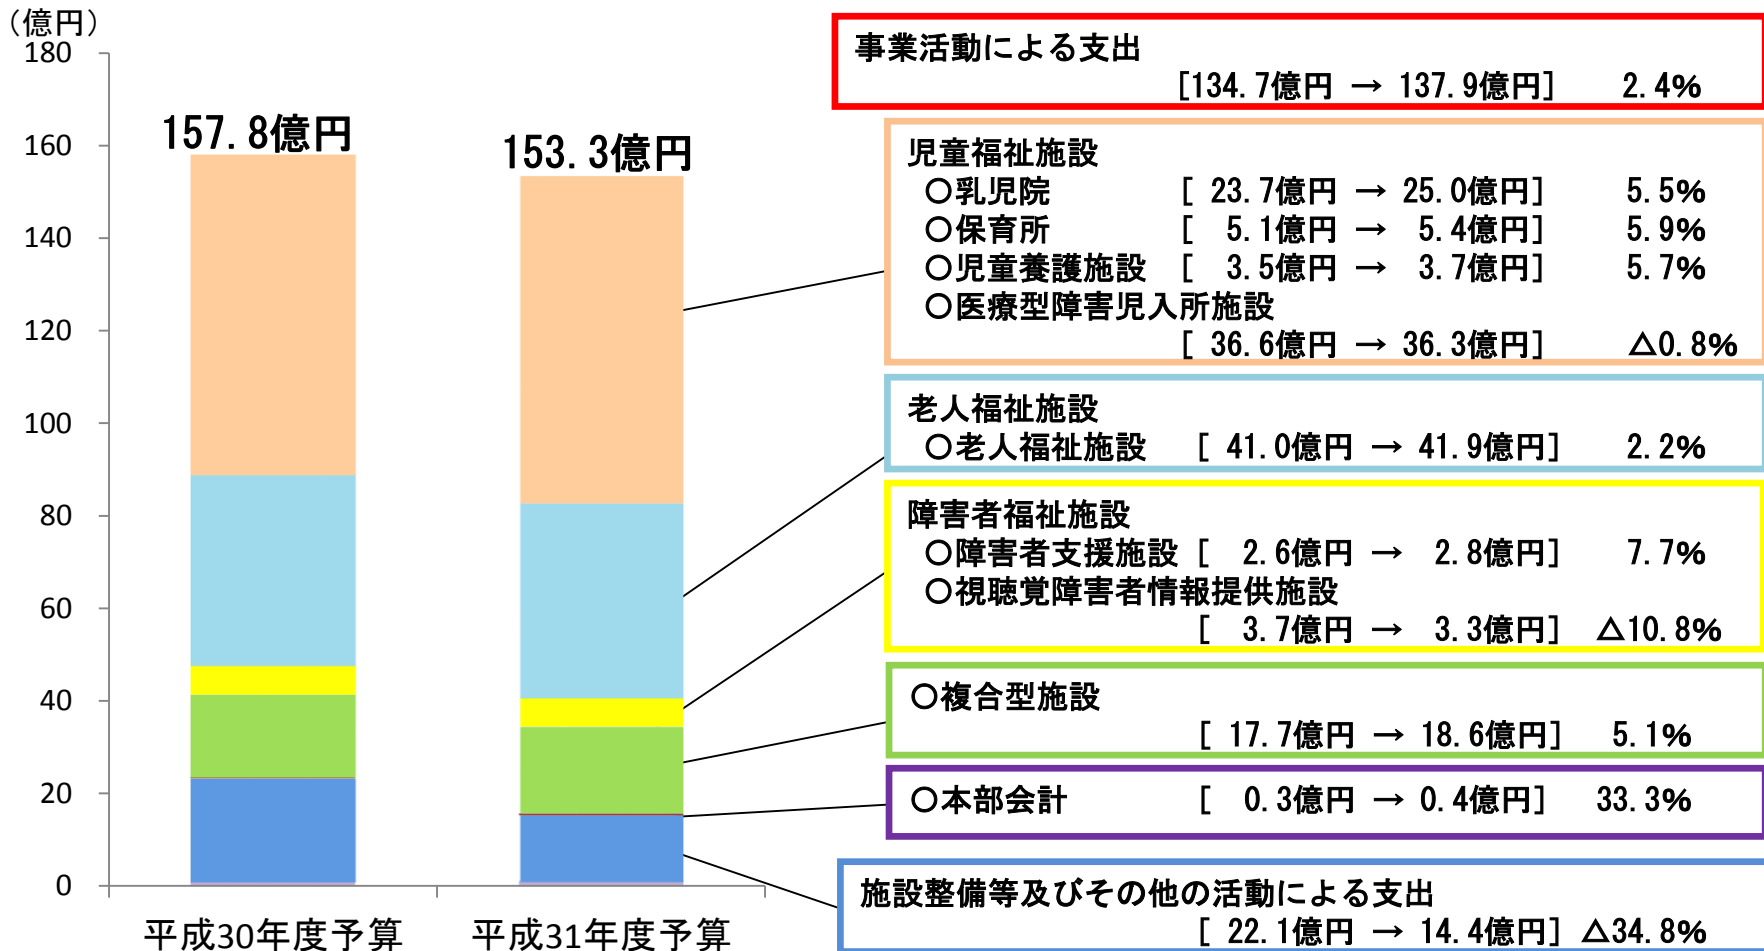 （億円）
180
160
140
120
100
80
60
40
20
0
157.8億円
153.3億円
平成30年度予算
平成31年度予算
事業活動による支出
[134.7億円 → 137.9億円] 2.4%
児童福祉施設
○乳児院 [ 23.7億円 → 25.0億円] 5.5%
○保育所 [ 5.1億円 → 5.4億円] 5.9%
○児童養護施設 [ 3.5億円 → 3.7億円] 5.7%
○医療型障害児入所施設
[ 36.6億円 → 36.3億円] △0.8%
老人福祉施設
○老人福祉施設 [ 41.0億円 → 41.9億円] 2.2%
障害者福祉施設
○障害者支援施設 [ 2.6億円 → 2.8億円] 7.7%
○視聴覚障害者情報提供施設
[ 3.7億円 → 3.3億円] △10.8%
○複合型施設
[ 17.7億円 → 18.6億円] 5.1%
○本部会計 [ 0.3億円 → 0.4億円] 33.3%
施設整備等及びその他の活動による支出
[ 22.1億円 → 14.4億円] △34.8%